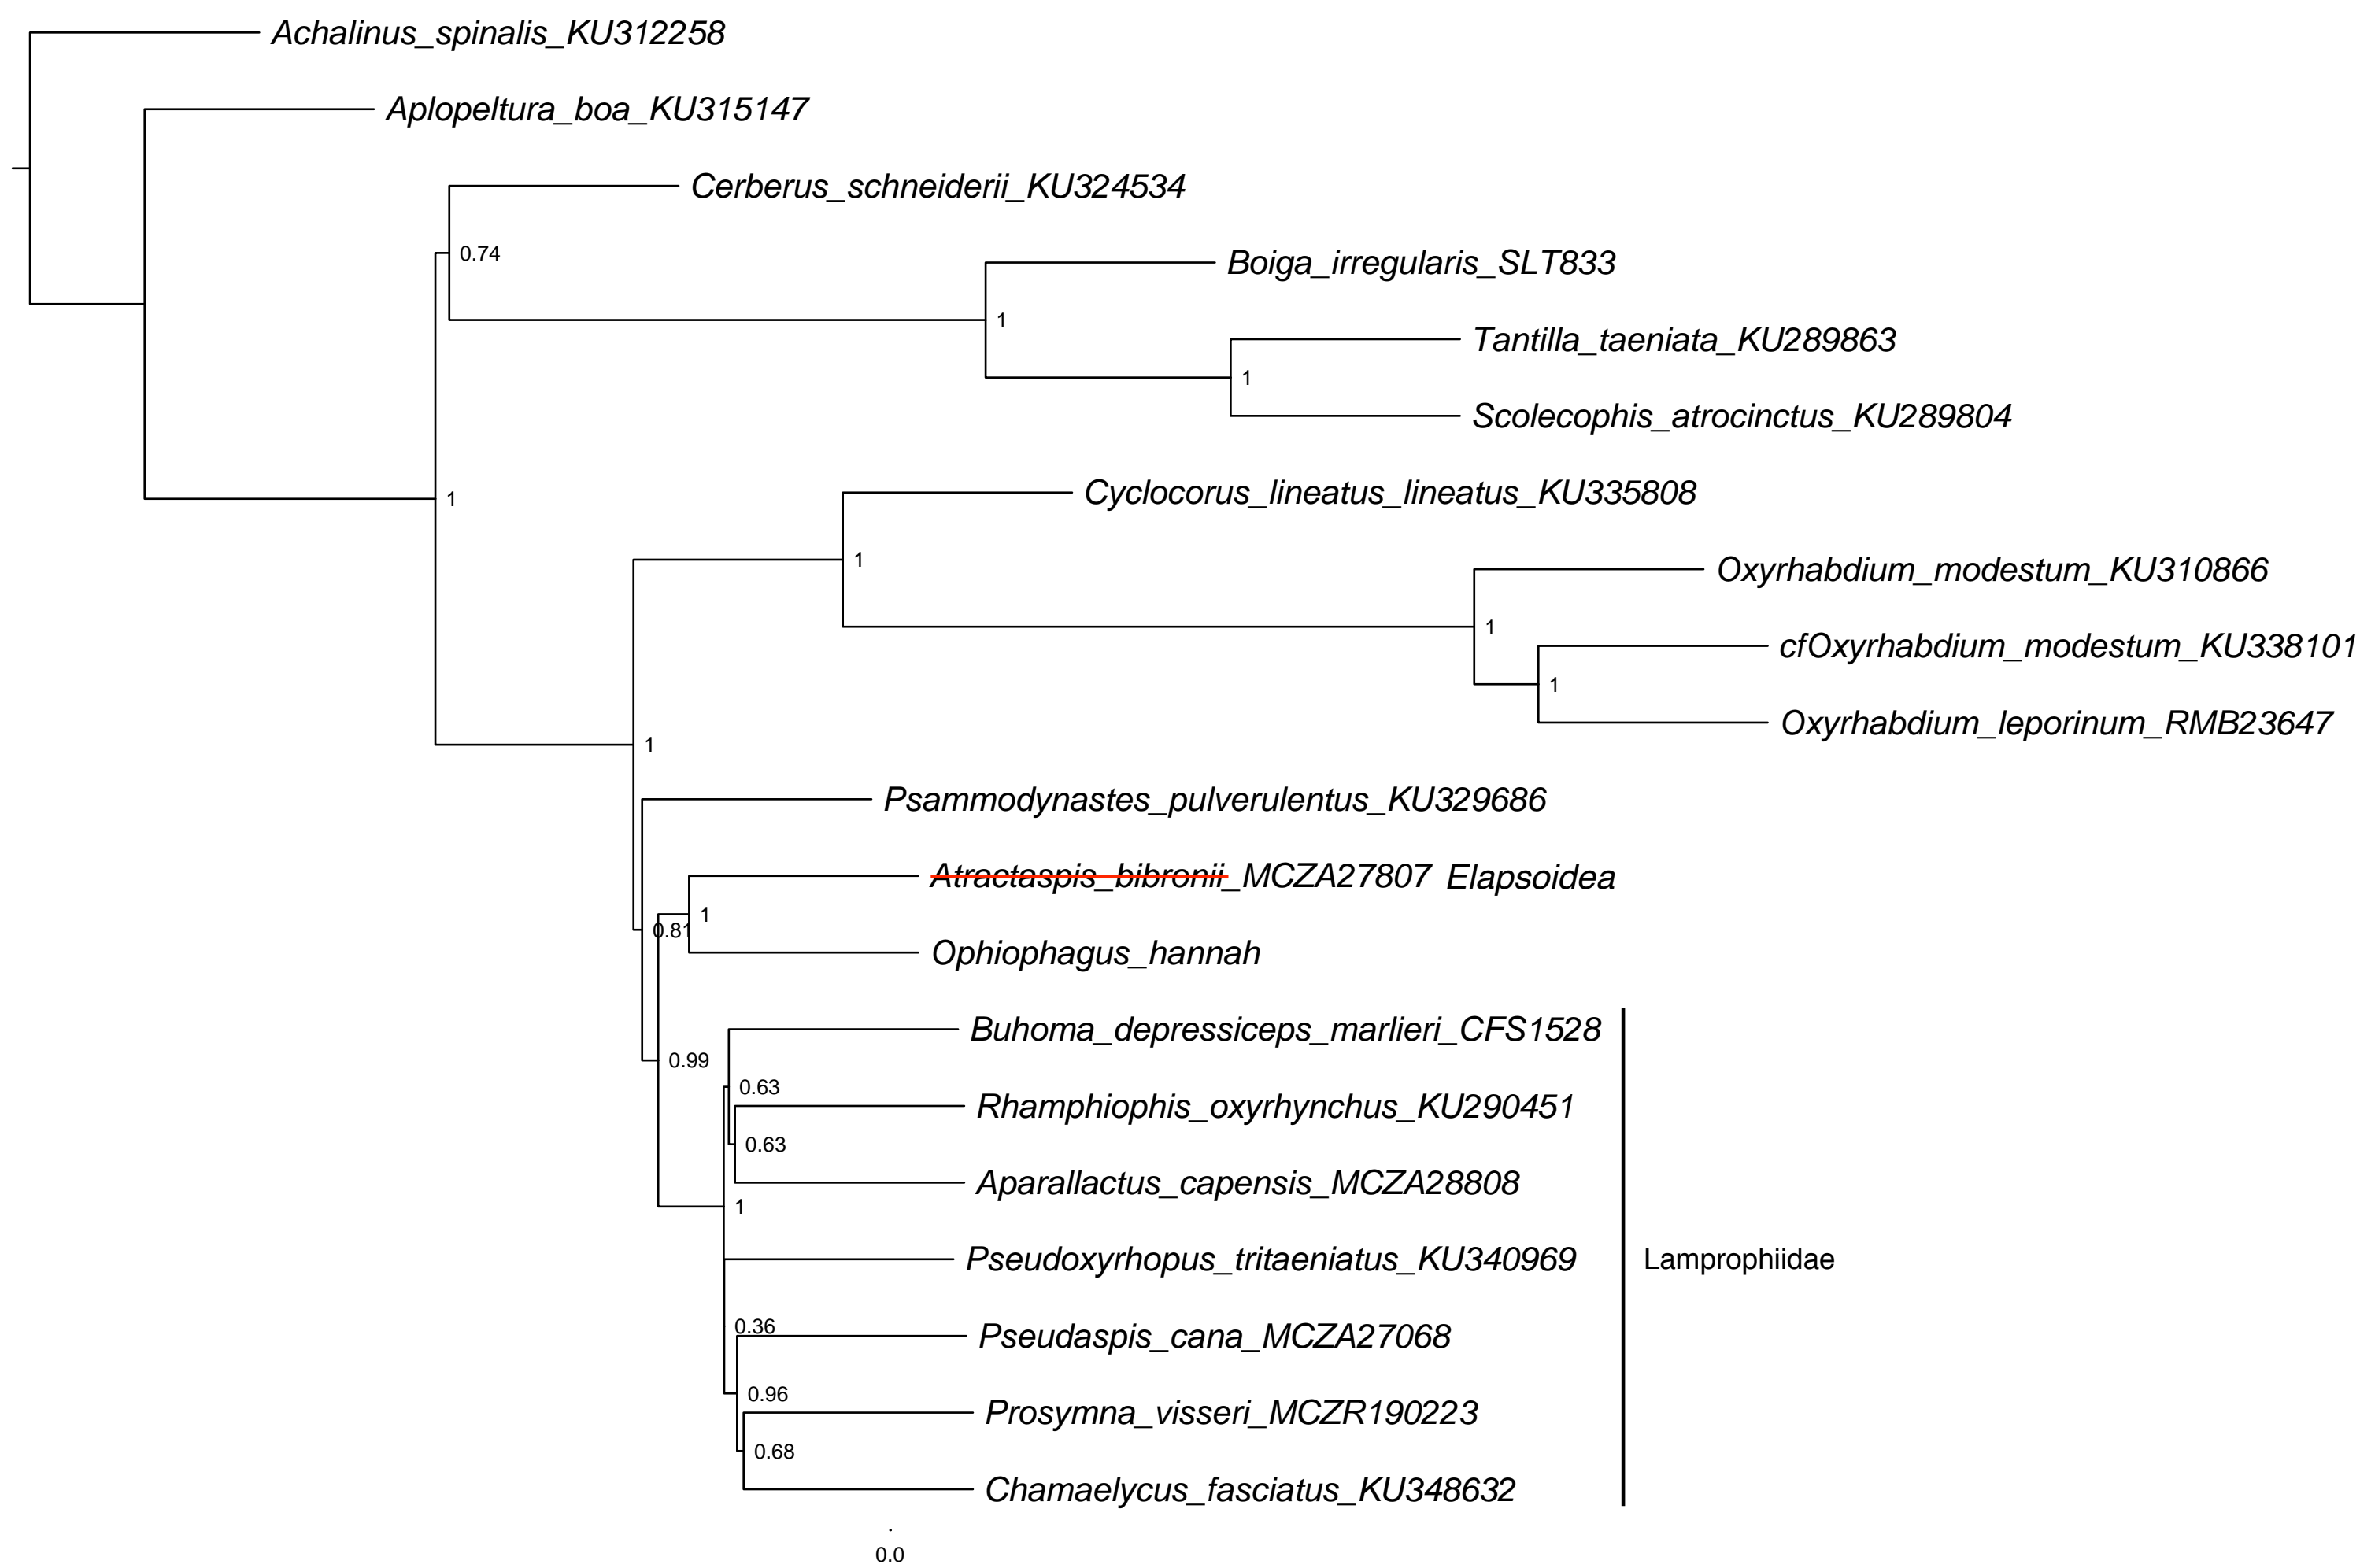 Achalinus_spinalis_KU312258
Aplopeltura_boa_KU315147
Cerberus_schneiderii_KU324534
0.74
Boiga_irregularis_SLT833
1
Tantilla_taeniata_KU289863
1
Scolecophis_atrocinctus_KU289804
Cyclocorus_lineatus_lineatus_KU335808
1
1
Oxyrhabdium_modestum_KU310866
1
cfOxyrhabdium_modestum_KU338101
1
Oxyrhabdium_leporinum_RMB23647
1
Psammodynastes_pulverulentus_KU329686
Atractaspis_bibronii_MCZA27807 Elapsoidea
1
0.81
Ophiophagus_hannah
Buhoma_depressiceps_marlieri_CFS1528
0.99
0.63
Rhamphiophis_oxyrhynchus_KU290451
0.63
Aparallactus_capensis_MCZA28808
1
Pseudoxyrhopus_tritaeniatus_KU340969
Lamprophiidae
0.36
Pseudaspis_cana_MCZA27068
0.96
Prosymna_visseri_MCZR190223
0.68
Chamaelycus_fasciatus_KU348632
0.0